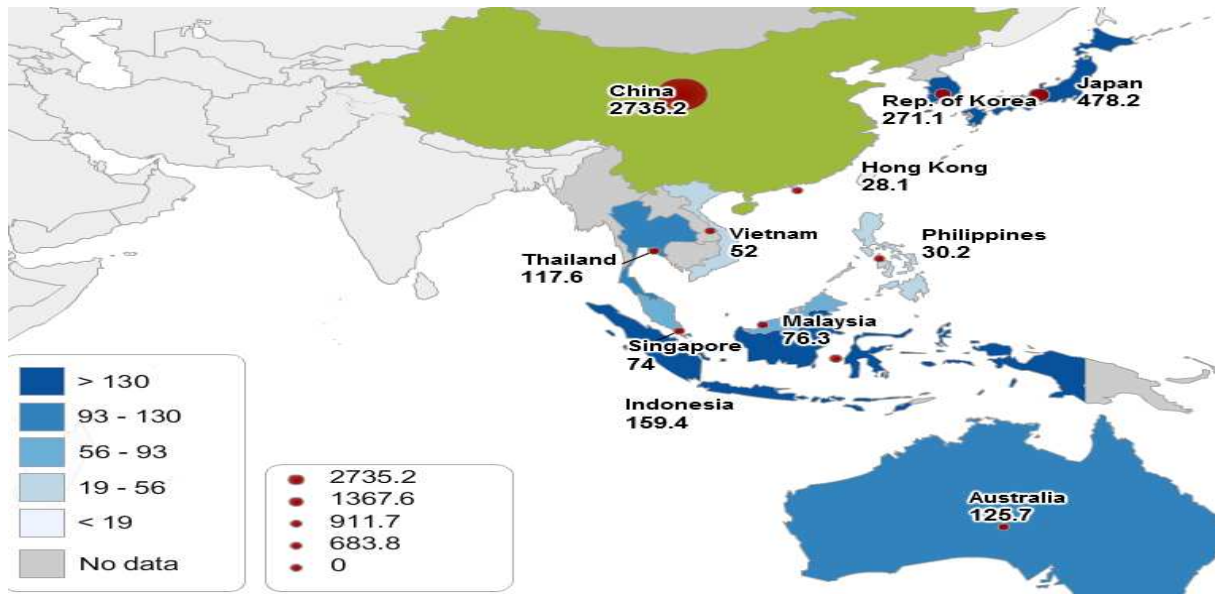 China
2735.2
Rep. of Korea
271.1
Japan
478.2
Hong Kong
28.1
Vietnam
52
Philippines
30.2
Thailand
117.6
Malaysia
76.3
Singapore
74
Indonesia
159.4
Australia
125.7
> 130
93 - 130
56 - 93
19 - 56
< 19
No data
2735.2
1367.6
911.7
683.8
0